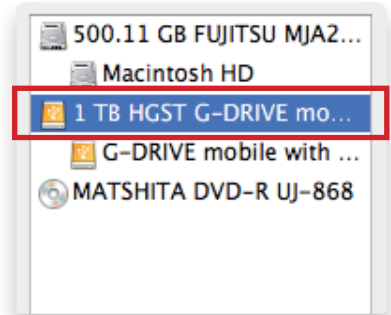 500.11 GB FUJITSU MJA2...
Macintosh HD
1 TB HGST G-DRIVE mo...
G-DRIVE mobile with ...
MATSHITA DVD-R UJ-868